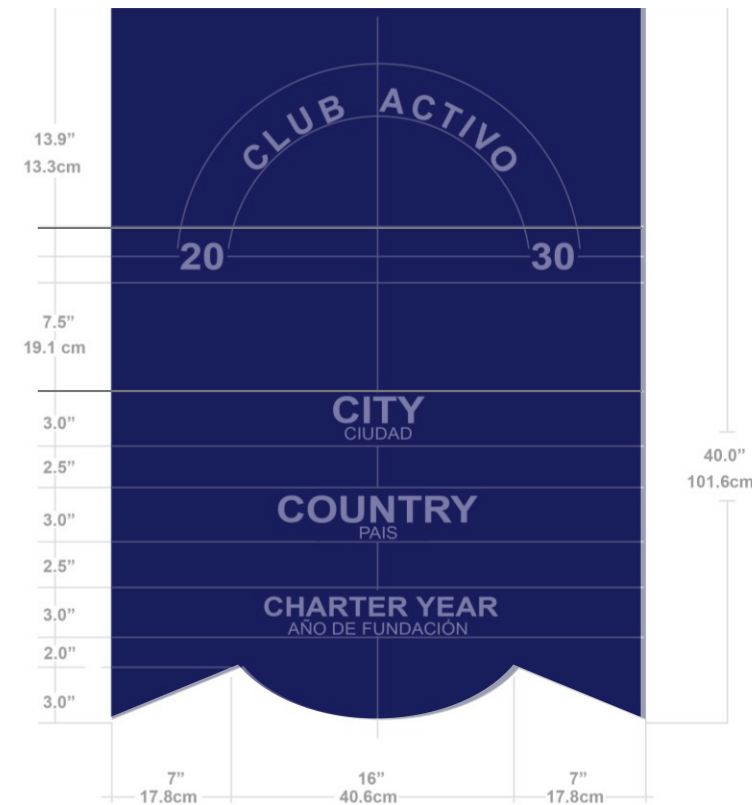 CLUB ACTIVO
13.9”
13.3cm
20
30
7.5”
19.1 cm
CITY
CIUDAD
3.0”
2.5”
40.0”
101.6cm
COUNTRY
PAIS
3.0”
2.5”
CHARTER YEAR
AÑO DE FUNDACIÓN
3.0”
2.0”
3.0”
7”
17.8cm
16”
40.6cm
7”
17.8cm